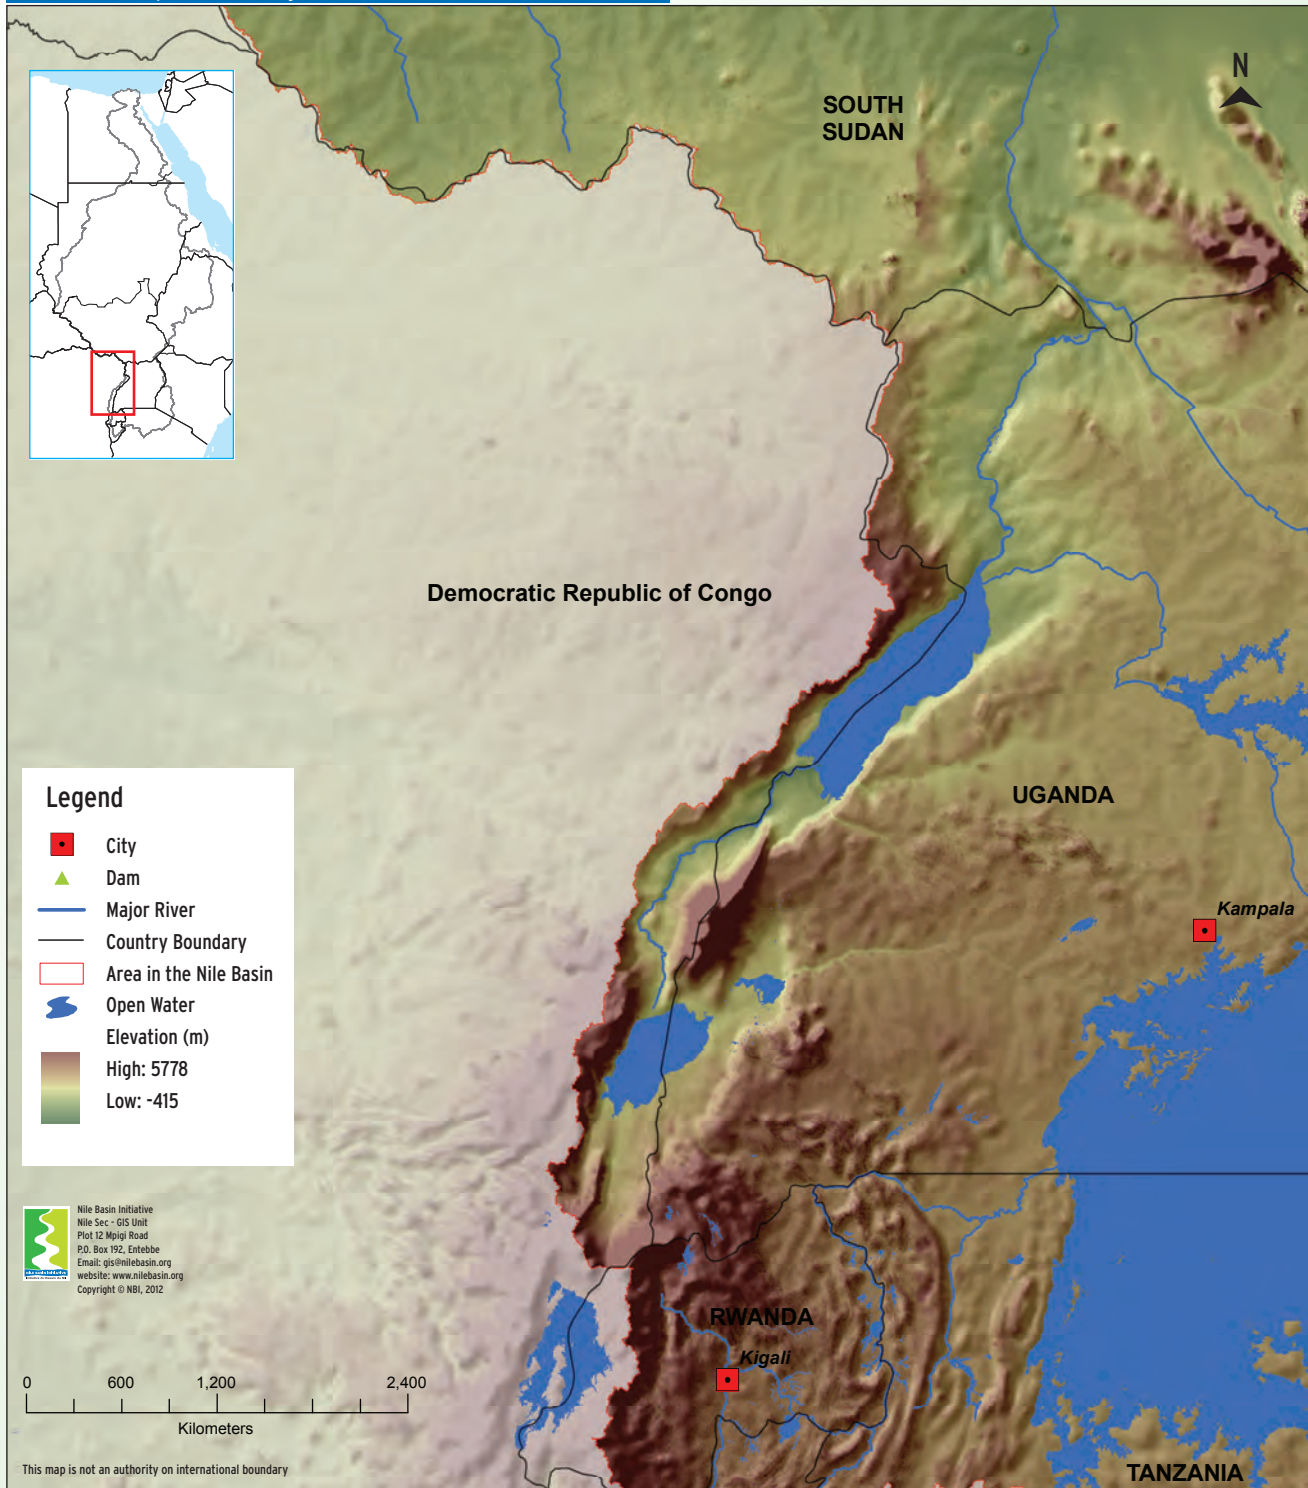 N
SOUTH
SUDAN
Democratic Republic of Congo
UGANDA
Kampala
RWANDA
Kigali
TANZANIA
Legend
City
Dam
Major River
Country Boundary
Area in the Nile Basin
Open Water
Elevation (m)
High: 5778
Low: -415
Nile Basin Initiative
Nile Sec - GIS Unit
Plot 12 Mpigi Road
P.O. Box 192, Entebbe
Email: gis@nilebasin.org
website: www.nilebasin.org
Copyright © NBI, 2012
0 600 1,200 2,400
Kilometers
This map is not an authority on international boundary